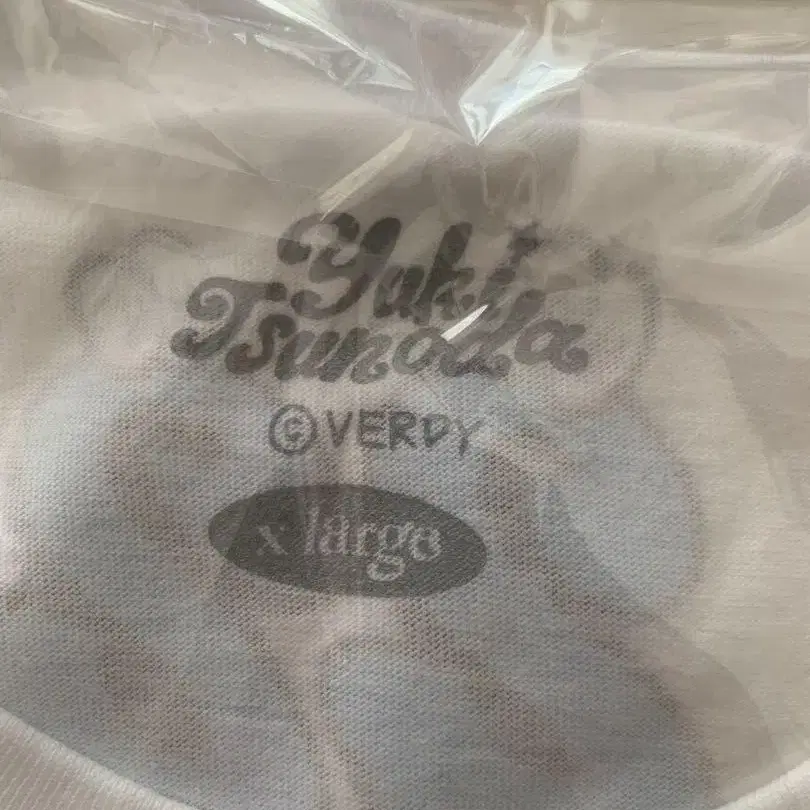 Yuki
Tsunoda
©VERDY
x large